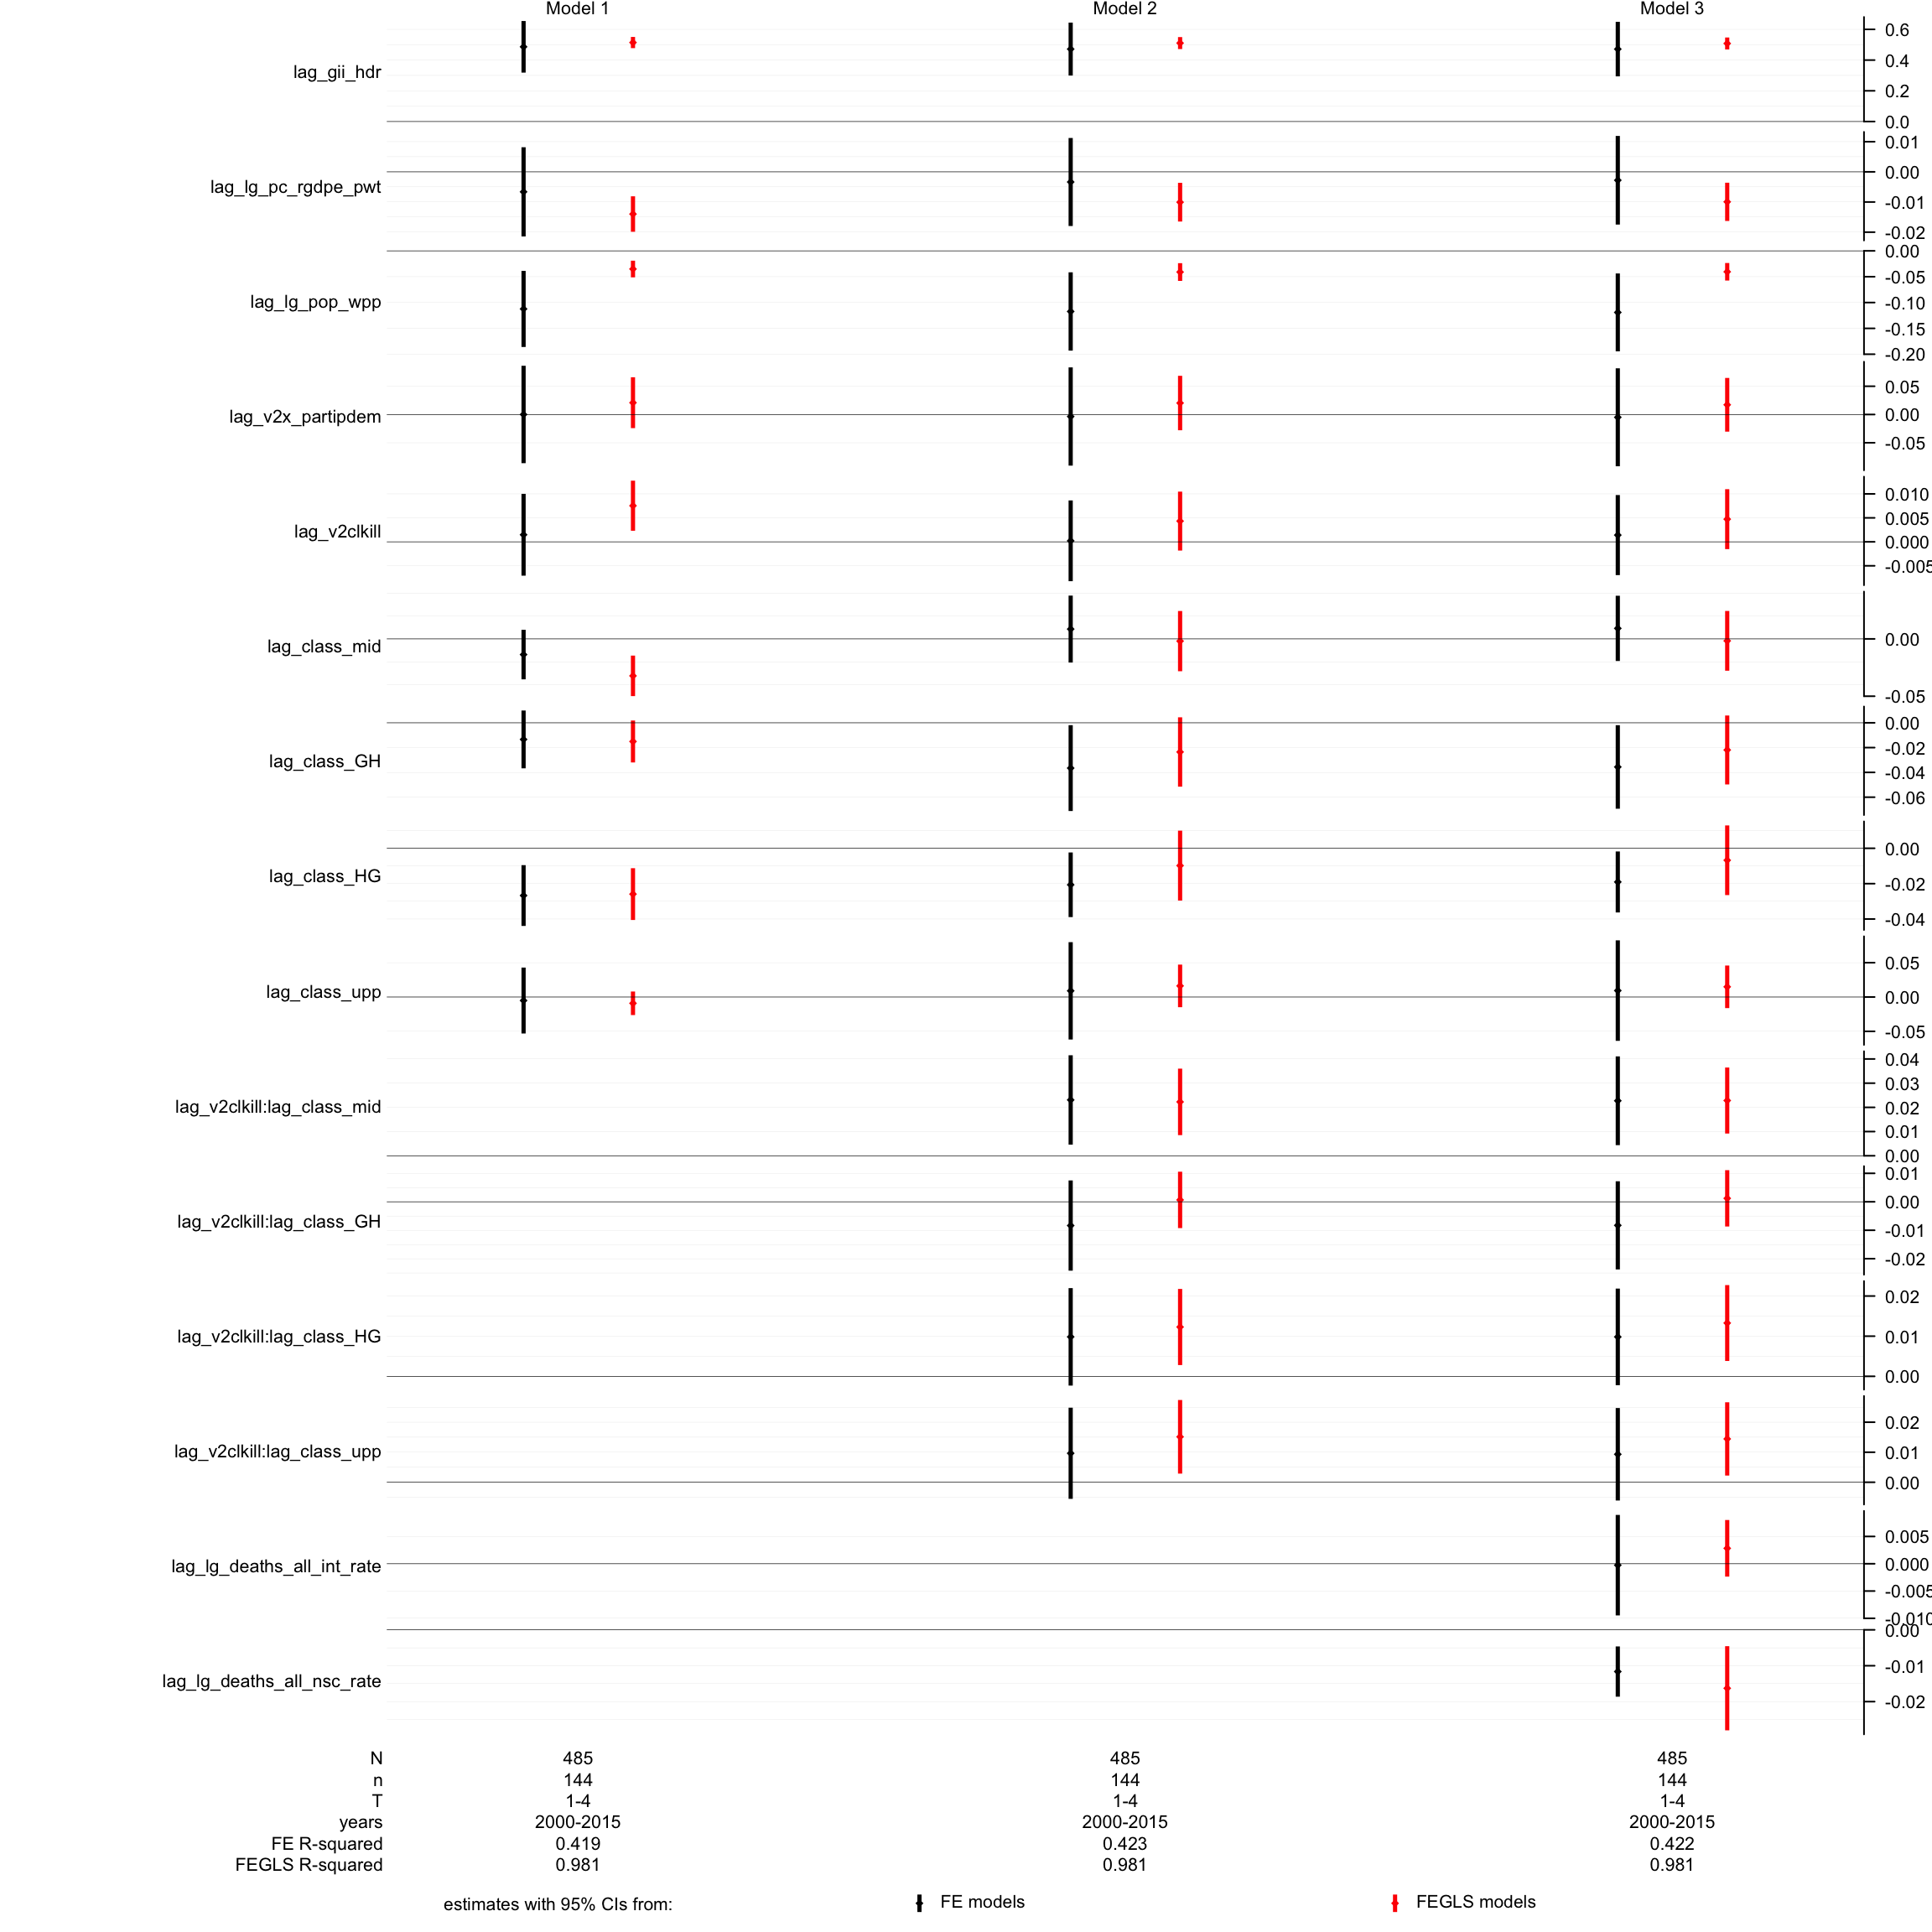 Model 1 Model 2 Model 3
lag_gii_hdr
0.6
0.4
0.2
0.0
lag_lg_pc_rgdpe_pwt
0.01
0.00
-0.01
-0.02
lag_lg_pop_wpp
0.00
-0.05
-0.10
-0.15
-0.20
lag_v2x_partipdem
0.05
0.00
-0.05
lag_v2clkill
0.010
0.005
0.000
-0.005
lag_class_mid
0.00
-0.05
lag_class_GH
0.00
-0.02
-0.04
-0.06
lag_class_HG
0.00
-0.02
-0.04
lag_class_upp
0.05
0.00
-0.05
lag_v2clkill:lag_class_mid
0.04
0.03
0.02
0.01
0.00
lag_v2clkill:lag_class_GH
0.01
0.00
-0.01
-0.02
lag_v2clkill:lag_class_HG
0.02
0.01
0.00
lag_v2clkill:lag_class_upp
0.02
0.01
0.00
lag_lg_deaths_all_int_rate
0.005
0.000
-0.005
-0.010
lag_lg_deaths_all_nsc_rate
0.00
-0.01
-0.02
N 485 485 485
n 144 144 144
T 1-4 1-4 1-4
years 2000-2015 2000-2015 2000-2015
FE R-squared 0.419 0.423 0.422
FEGLS R-squared 0.981 0.981 0.981
estimates with 95% CIs from: FE models FEGLS models